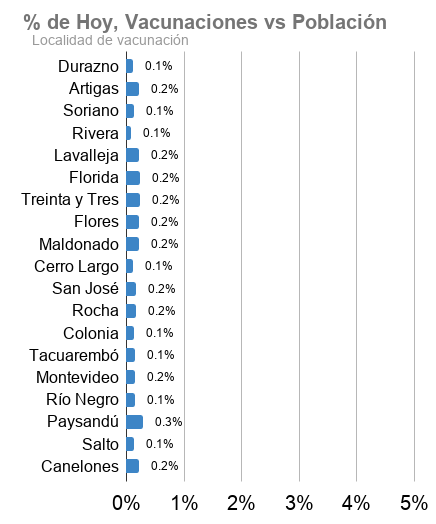 % de Hoy, Vacunaciones vs Población
Localidad de vacunación
Durazno 0.1%
Artigas 0.2%
Soriano 0.1%
Rivera 0.1%
Lavalleja 0.2%
Florida 0.2%
Treinta y Tres 0.2%
Flores 0.2%
Maldonado 0.2%
Cerro Largo 0.1%
San José 0.2%
Rocha 0.2%
Colonia 0.1%
Tacuarembó 0.1%
Montevideo 0.2%
Río Negro 0.1%
Paysandú 0.3%
Salto 0.1%
Canelones 0.2%
0% 1% 2% 3% 4% 5%